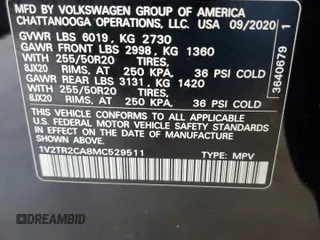 MFD BY VOLKSWAGEN GROUP OF AMERICA
CHATTANOOGA OPERATIONS, LLC. USA 09/2020
GVWR LBS 6019, KG 2730
GAWR FRONT LBS 2998, KG 1360
WITH 255/50R20 TIRES,
8JX20 RIMS, AT 250 KPA, 36 PSI COLD
GAWR REAR LBS 3131, KG 1420
WITH 255/50R20 TIRES,
8JX20 RIMS, AT 250 KPA, 36 PSI COLD
THIS VEHICLE CONFORMS TO ALL APPLICABLE
U.S. FEDERAL MOTOR VEHICLE SAFETY
STANDARDS IN EFFECT ON THE DATE OF
MANUFACTURE SHOWN ABOVE.
1V2TR2CA8MC529511 TYPE: MPV
3640679 1
© DREAMBID